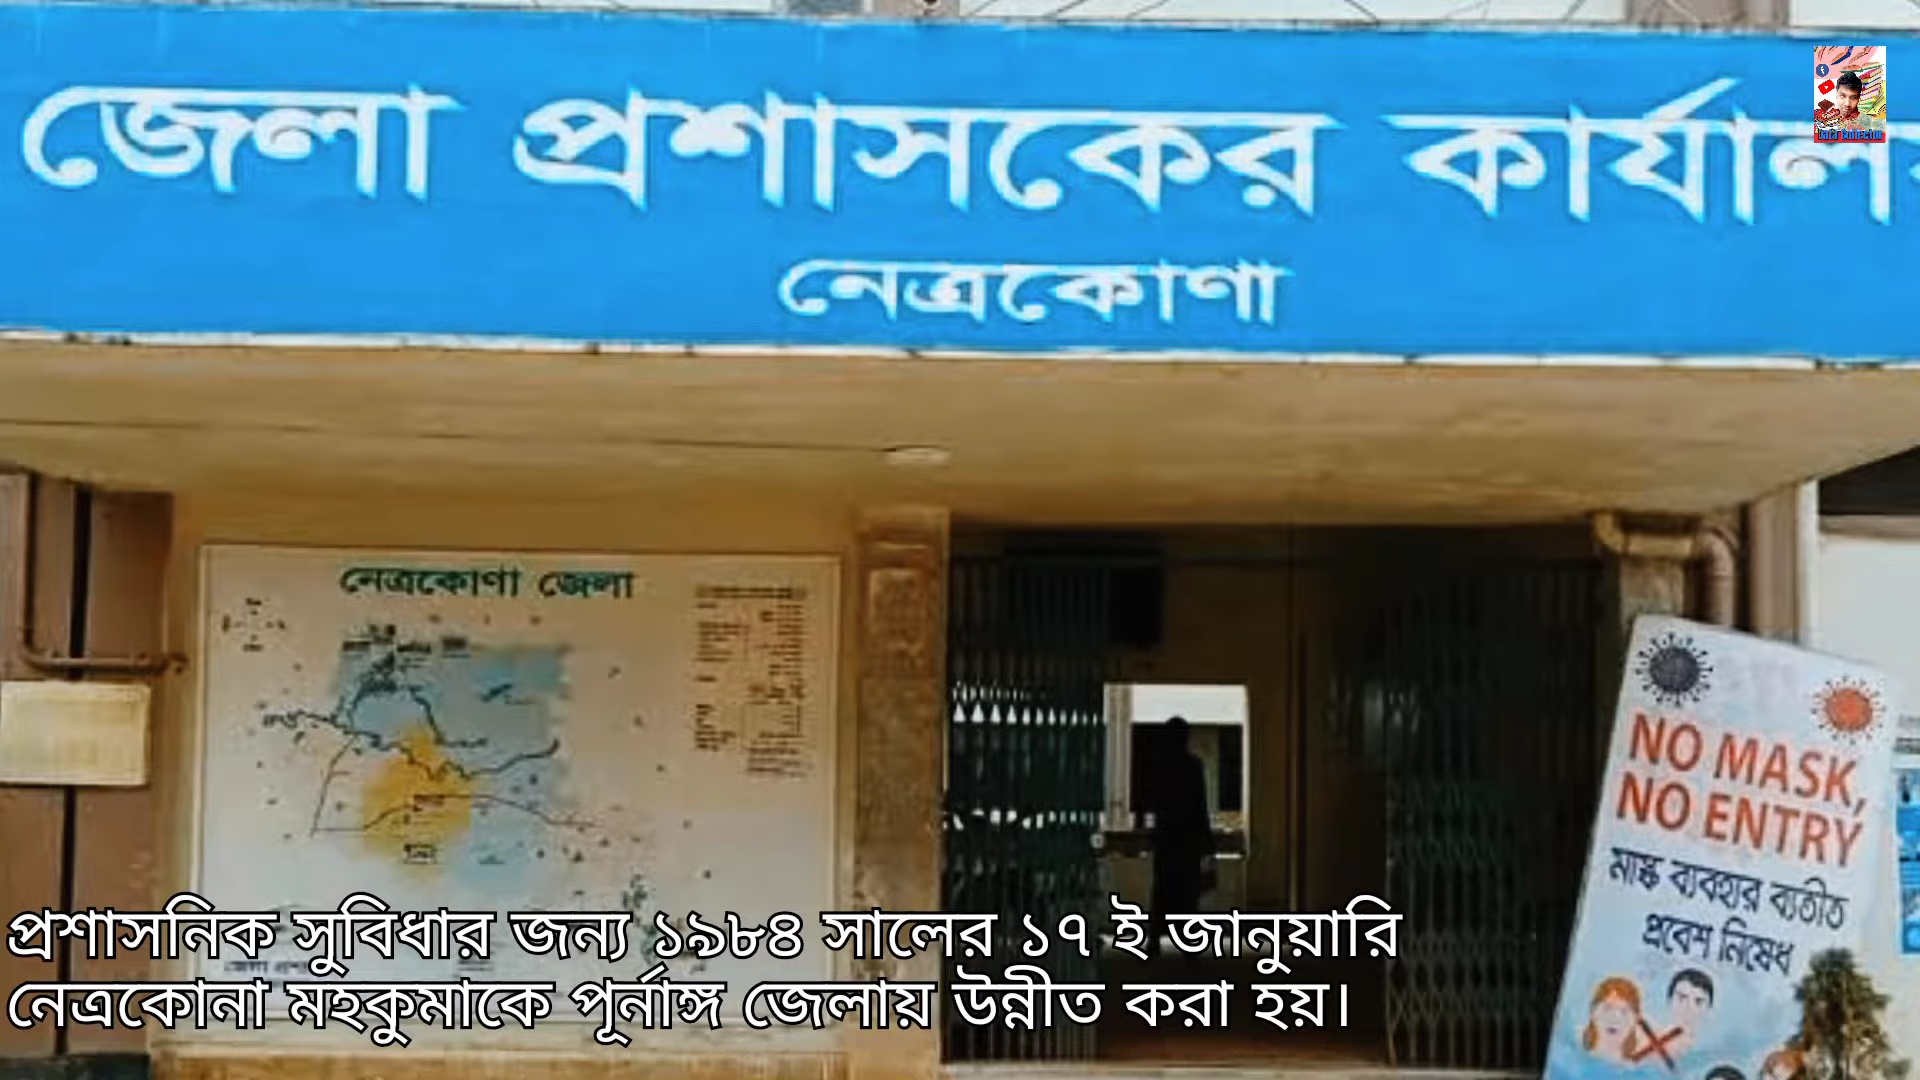 জেলা প্রশাসকের কার্যাল
নেত্রকোণা
নেত্রকোণা জেলা
NO MASK,
NO ENTRY
মাস্ক ব্যবহার ব্যতীত
প্রবেশ নিষেধ
প্রশাসনিক সুবিধার জন্য ১৯৮৪ সালের ১৭ ই জানুয়ারি
নেত্রকোনা মহকুমাকে পূর্নাঙ্গ জেলায় উন্নীত করা হয়।